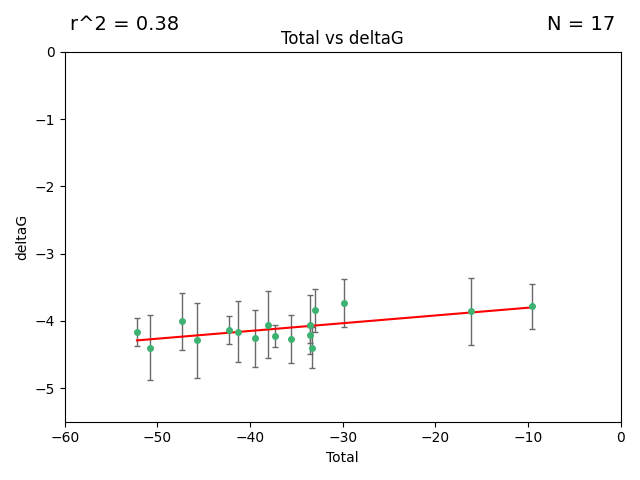 r^2 = 0.38
N = 17
Total vs deltaG
0
−1
−2
−3
−4
−5
deltaG
−60
−50
−40
−30
−20
−10
0
Total